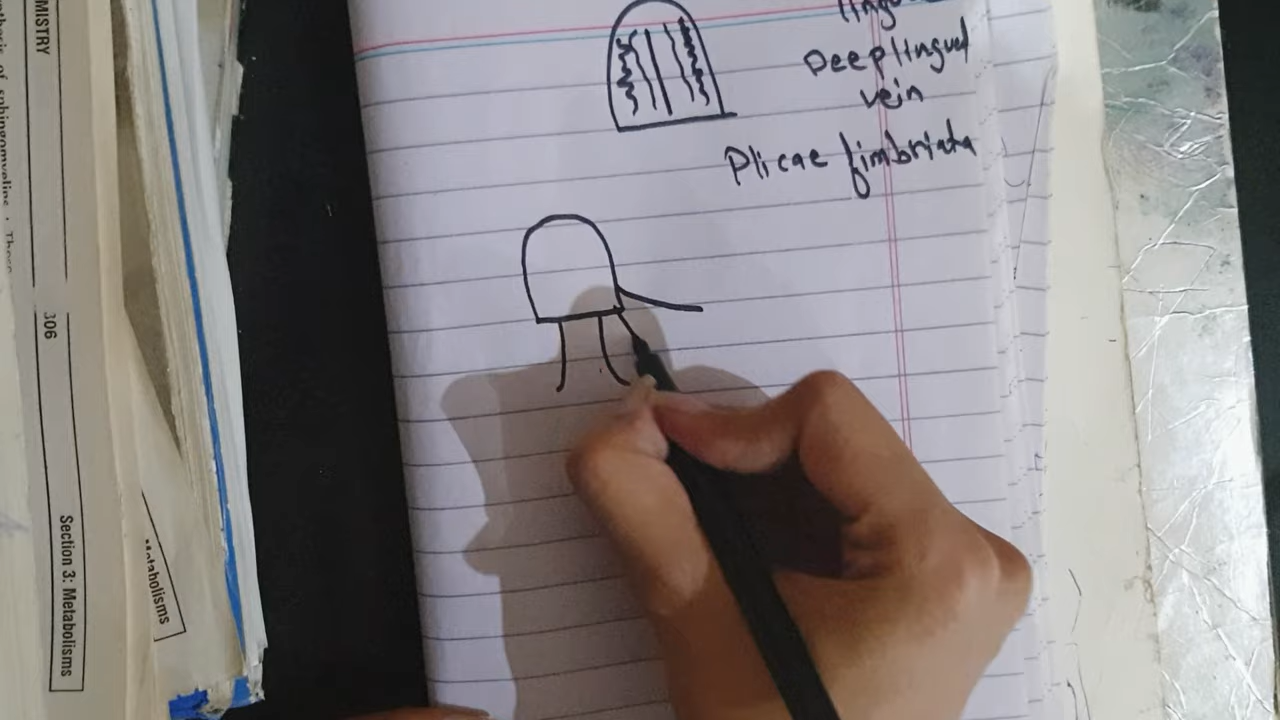 Deep lingual
vein
Plicae fimbriata
MISTRY
306
Section 3: Metabolisms
Metabolisms